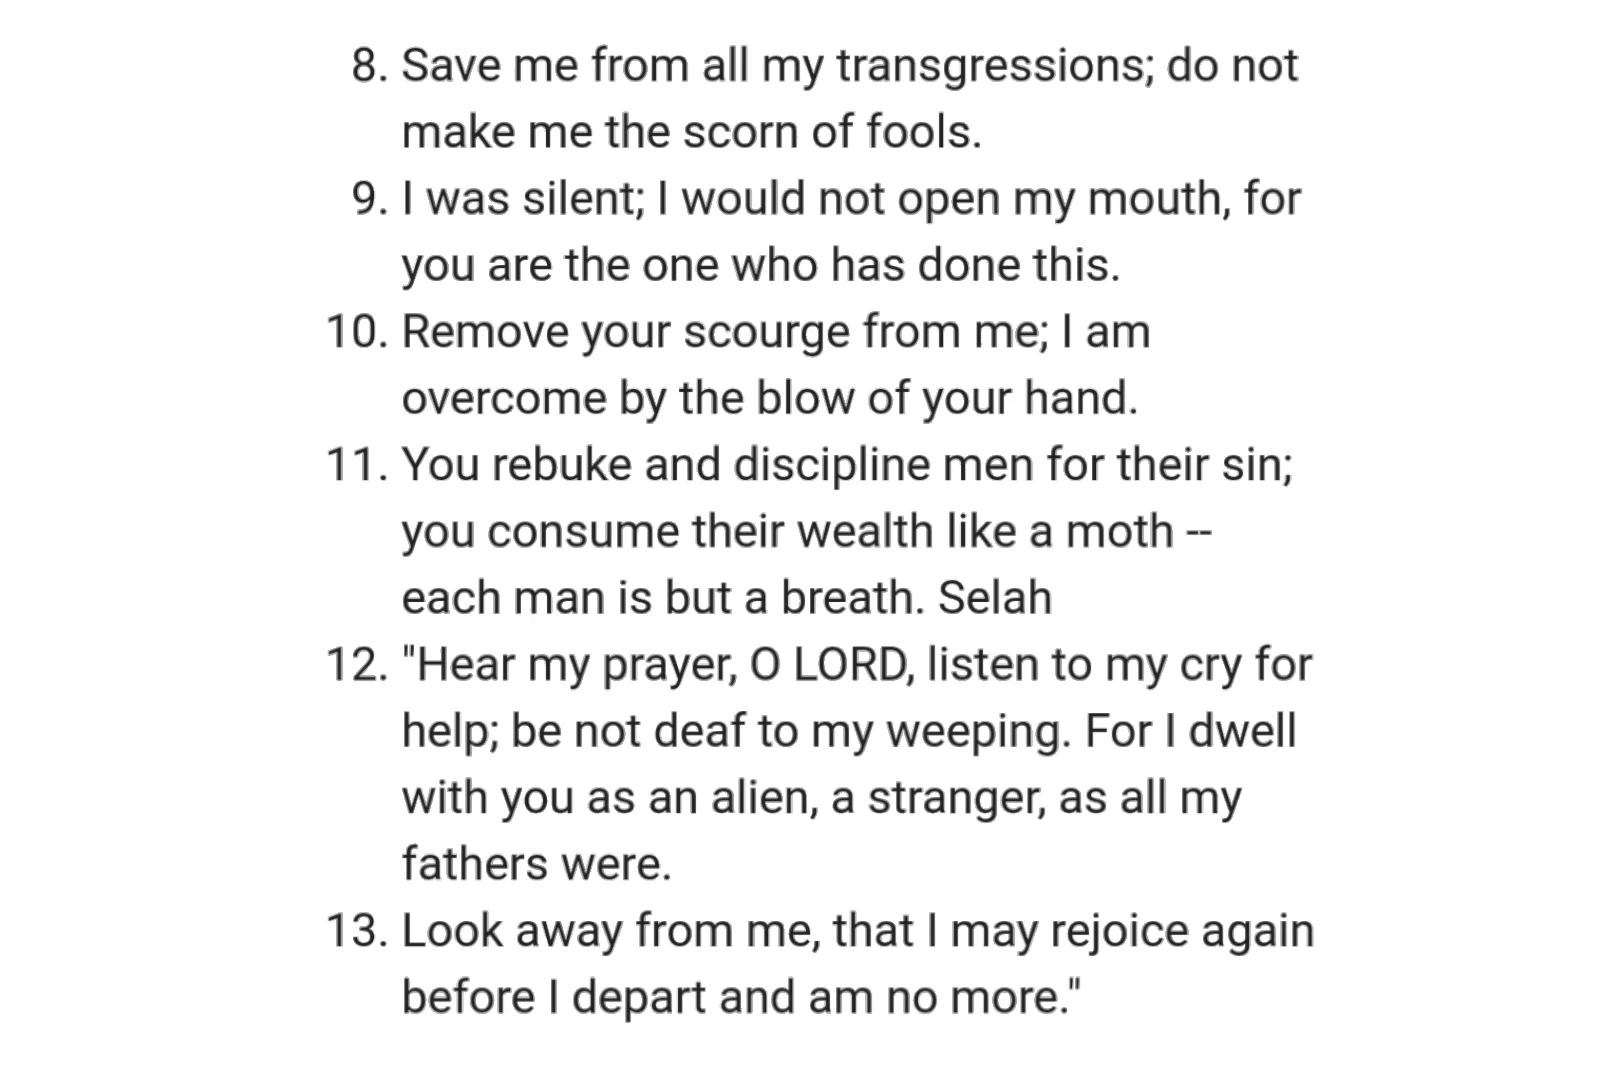 8. Save me from all my transgressions; do not
make me the scorn of fools.
9. I was silent; I would not open my mouth, for
you are the one who has done this.
10. Remove your scourge from me; I am
overcome by the blow of your hand.
11. You rebuke and discipline men for their sin;
you consume their wealth like a moth --
each man is but a breath. Selah
12. "Hear my prayer, O LORD, listen to my cry for
help; be not deaf to my weeping. For I dwell
with you as an alien, a stranger, as all my
fathers were.
13. Look away from me, that I may rejoice again
before I depart and am no more."